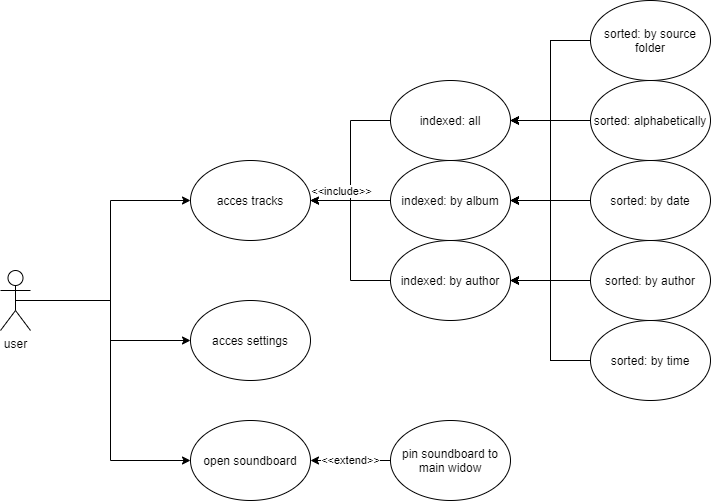 sorted: by source
folder
indexed: all
sorted: alphabetically
<<include>>
acces tracks
indexed: by album
sorted: by date
indexed: by author
sorted: by author
user
acces settings
sorted: by time
open soundboard
<<extend>>
pin soundboard to
main widow